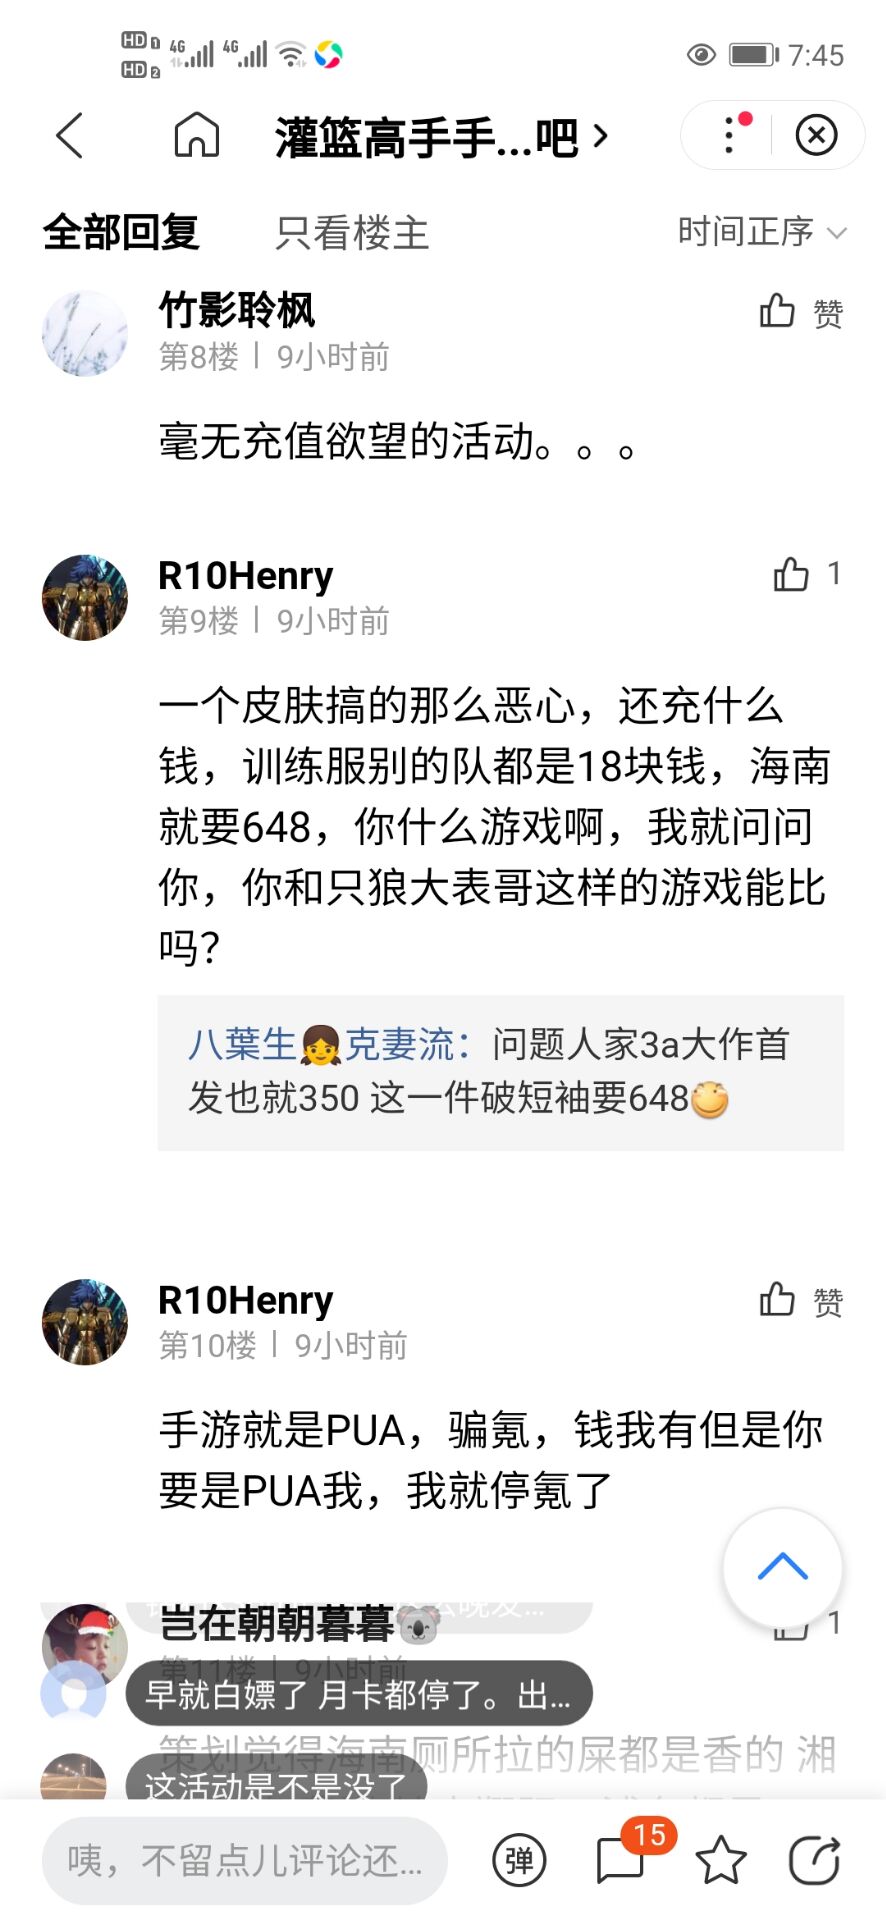 HD 1 4G 4G 7:45
HD 2
灌篮高手手...吧
全部回复 只看楼主 时间正序
竹影聆枫 赞
第8楼 | 9小时前
毫无充值欲望的活动。。。
R10Henry 1
第9楼 | 9小时前
一个皮肤搞的那么恶心，还充什么
钱，训练服别的队都是18块钱，海南
就要648，你什么游戏啊，我就问问
你，你和只狼大表哥这样的游戏能比
吗？
八葉生👧克妻流：问题人家3a大作首
发也就350 这一件破短袖要648
R10Henry 赞
第10楼 | 9小时前
手游就是PUA，骗氪，钱我有但是你
要是PUA我，我就停氪了
岂在朝朝暮暮🐨 1
第11楼 | 9小时前
早就白嫖了 月卡都停了。出...
策划觉得海南厕所拉的屎都是香的 湘
这活动是不是没了
咦，不留点儿评论还... 弹 15